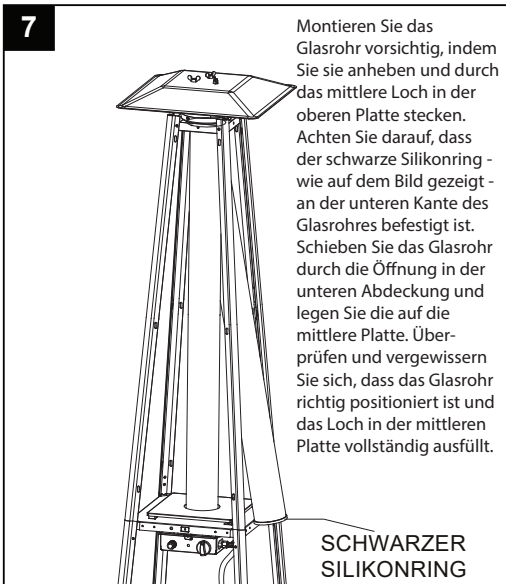 7
Montieren Sie das
Glasrohr vorsichtig, indem
Sie sie anheben und durch
das mittlere Loch in der
oberen Platte stecken.
Achten Sie darauf, dass
der schwarze Silikonring -
wie auf dem Bild gezeigt -
an der unteren Kante des
Glasrohres befestigt ist.
Schieben Sie das Glasrohr
durch die Öffnung in der
unteren Abdeckung und
legen Sie die auf die
mittlere Platte. Über-
prüfen und vergewissern
Sie sich, dass das Glasrohr
richtig positioniert ist und
das Loch in der mittleren
Platte vollständig ausfüllt.
SCHWARZER
SILIKONRING